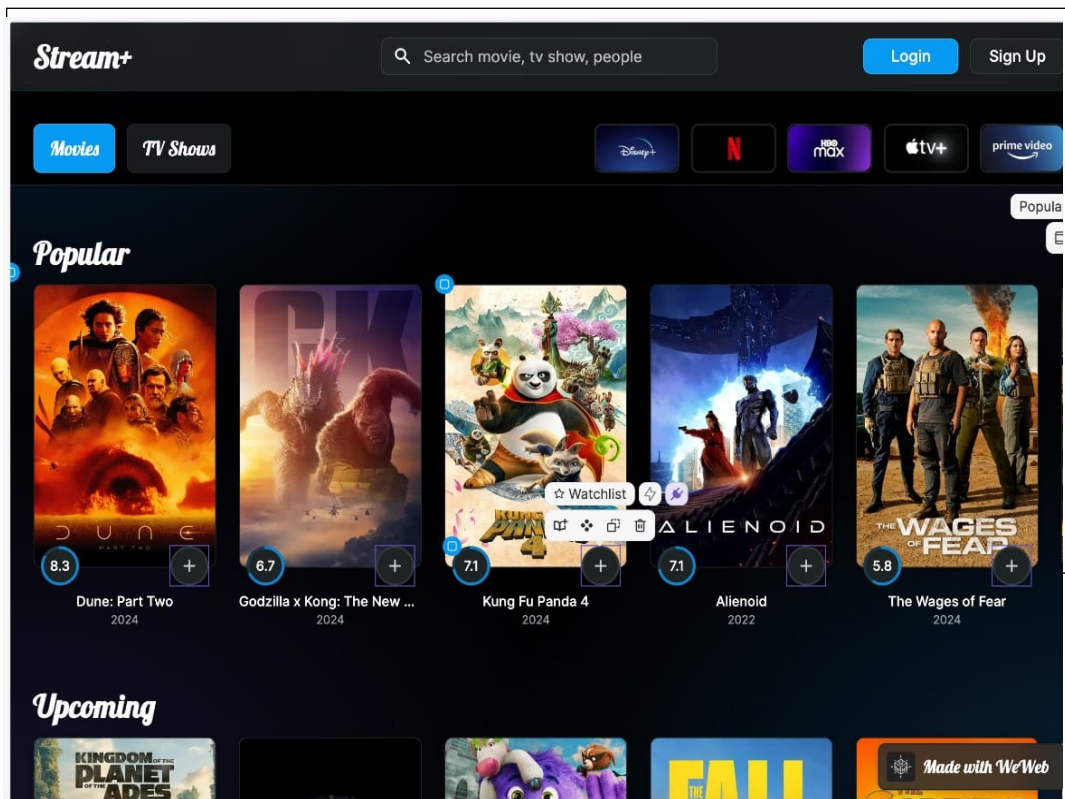 Stream+
Search movie, tv show, people
Login
Sign Up
Movies
TV Shows
Disney+
N
HBO
max
tv+
prime video
Popula
Popular
GK
DUNE
PART TWO
KUNG FU
PANDA
4
Watchlist
ALIENOID
THE WAGES
OF FEAR
8.3
6.7
7.1
7.1
5.8
Dune: Part Two
2024
Godzilla x Kong: The New ...
2024
Kung Fu Panda 4
2024
Alienoid
2022
The Wages of Fear
2024
Upcoming
KINGDOM OF THE
PLANET
OF THE APES
THE FALL
Made with WeWeb